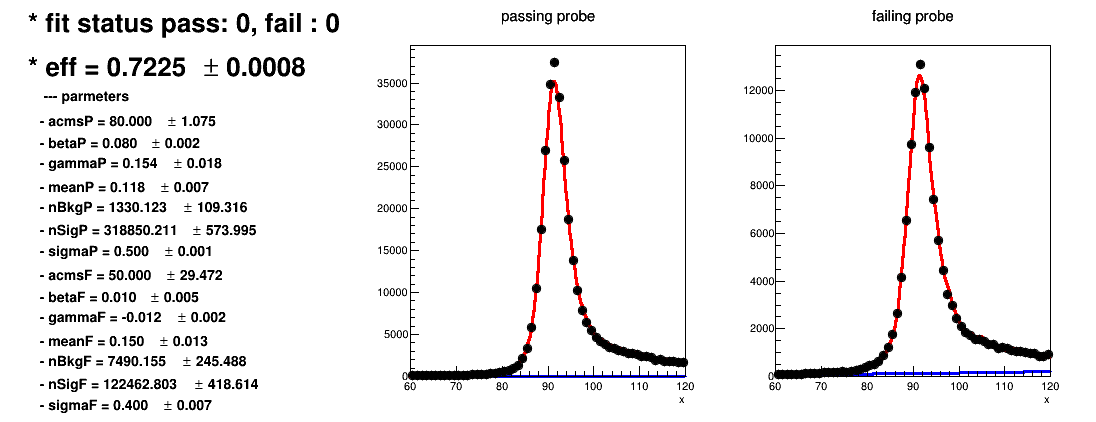 * fit status pass: 0, fail : 0
* eff = 0.7225 ± 0.0008
--- parmeters
- acmsP = 80.000 ± 1.075
- betaP = 0.080 ± 0.002
- gammaP = 0.154 ± 0.018
- meanP = 0.118 ± 0.007
- nBkgP = 1330.123 ± 109.316
- nSigP = 318850.211 ± 573.995
- sigmaP = 0.500 ± 0.001
- acmsF = 50.000 ± 29.472
- betaF = 0.010 ± 0.005
- gammaF = -0.012 ± 0.002
- meanF = 0.150 ± 0.013
- nBkgF = 7490.155 ± 245.488
- nSigF = 122462.803 ± 418.614
- sigmaF = 0.400 ± 0.007
passing probe
35000
30000
25000
20000
15000
10000
5000
0
60 70 80 90 100 110 120
x
failing probe
12000
10000
8000
6000
4000
2000
0
60 70 80 90 100 110 120
x